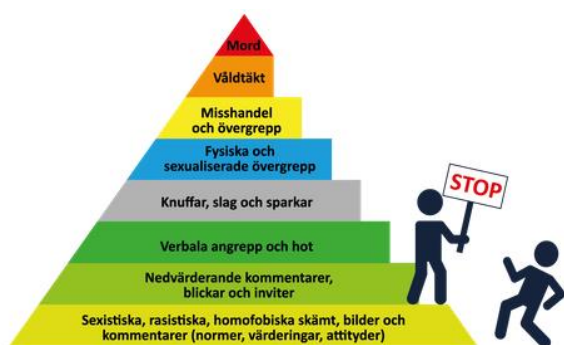 Mord
Våldtäkt
Misshandel
och övergrepp
Fysiska och
sexualiserade övergrepp
Knuffar, slag och sparkar
Verbala angrepp och hot
Nedvärderande kommentarer,
blickar och inviter
Sexistiska, rasistiska, homofobiska skämt, bilder och
kommentarer (normer, värderingar, attityder)
STOP